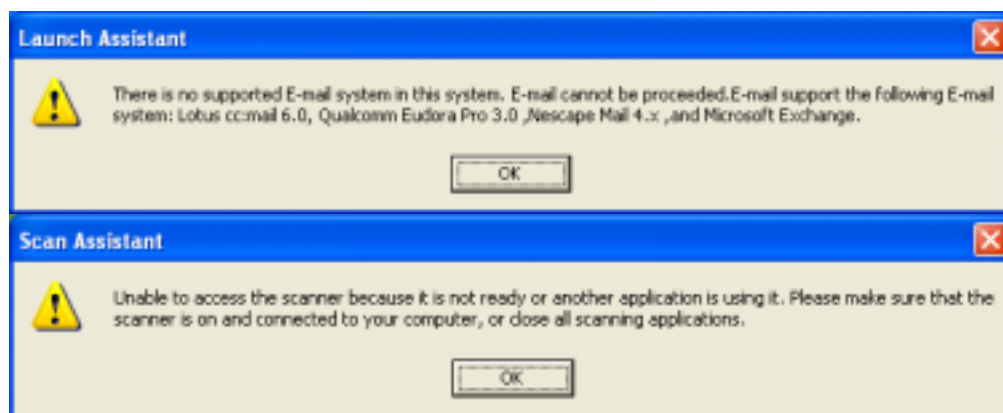 Launch Assistant
There is no supported E-mail system in this system. E-mail cannot be proceeded.E-mail support the following E-mail
system: Lotus cc:mail 6.0, Qualcomm Eudora Pro 3.0 ,Nescape Mail 4.x ,and Microsoft Exchange.
OK
Scan Assistant
Unable to access the scanner because it is not ready or another application is using it. Please make sure that the
scanner is on and connected to your computer, or close all scanning applications.
OK